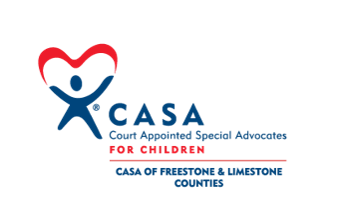 ® CASA
Court Appointed Special Advocates
FOR CHILDREN
CASA OF FREESTONE & LIMESTONE
COUNTIES